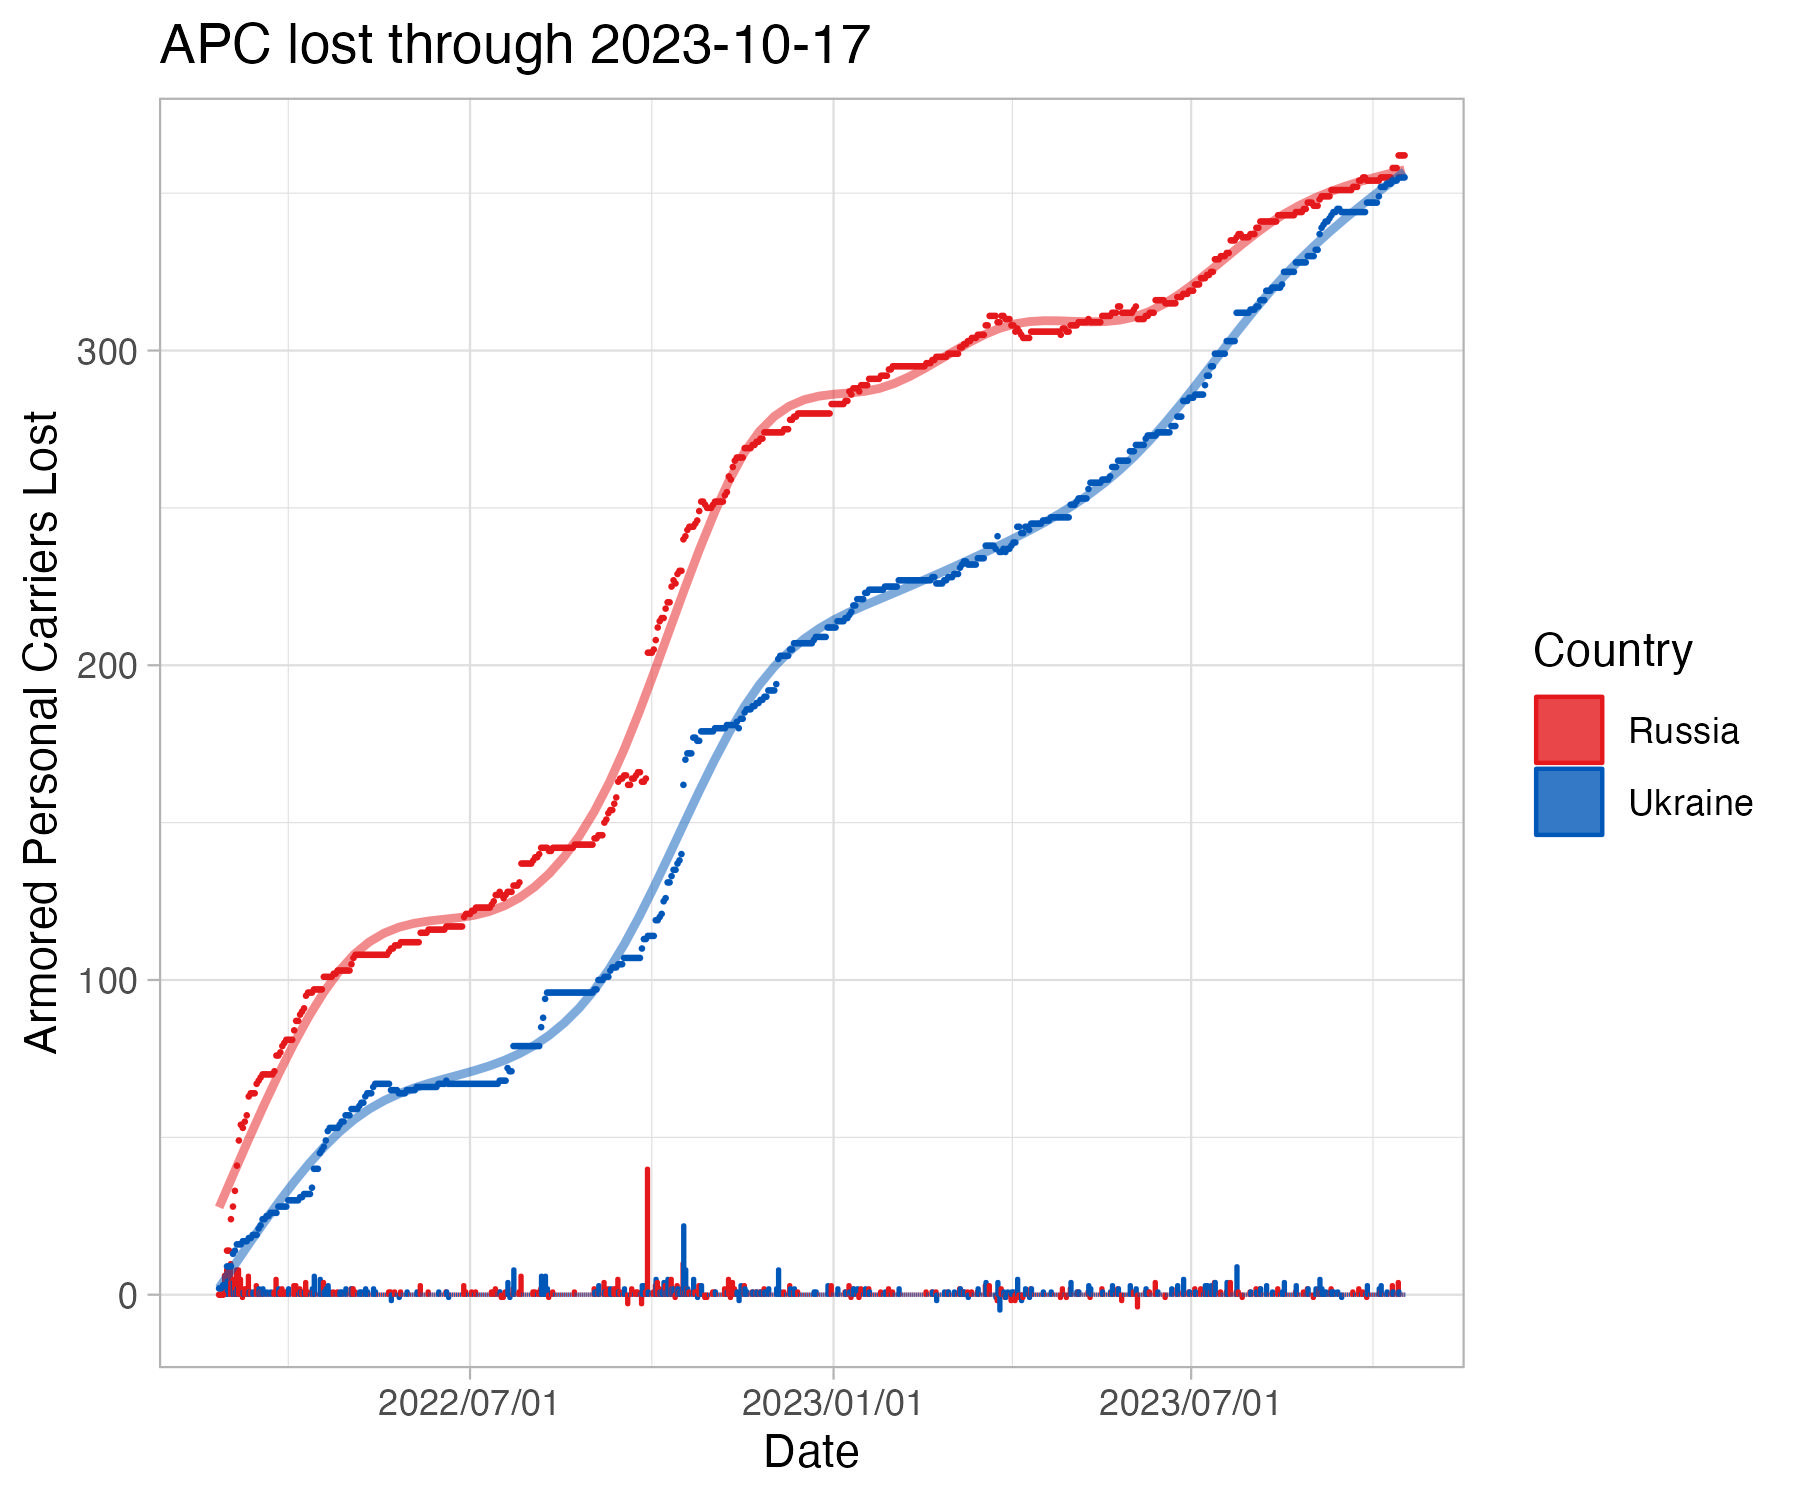 APC lost through 2023-10-17
Armored Personal Carriers Lost
300
200
100
0
2022/07/01
2023/01/01
2023/07/01
Date
Country
Russia
Ukraine